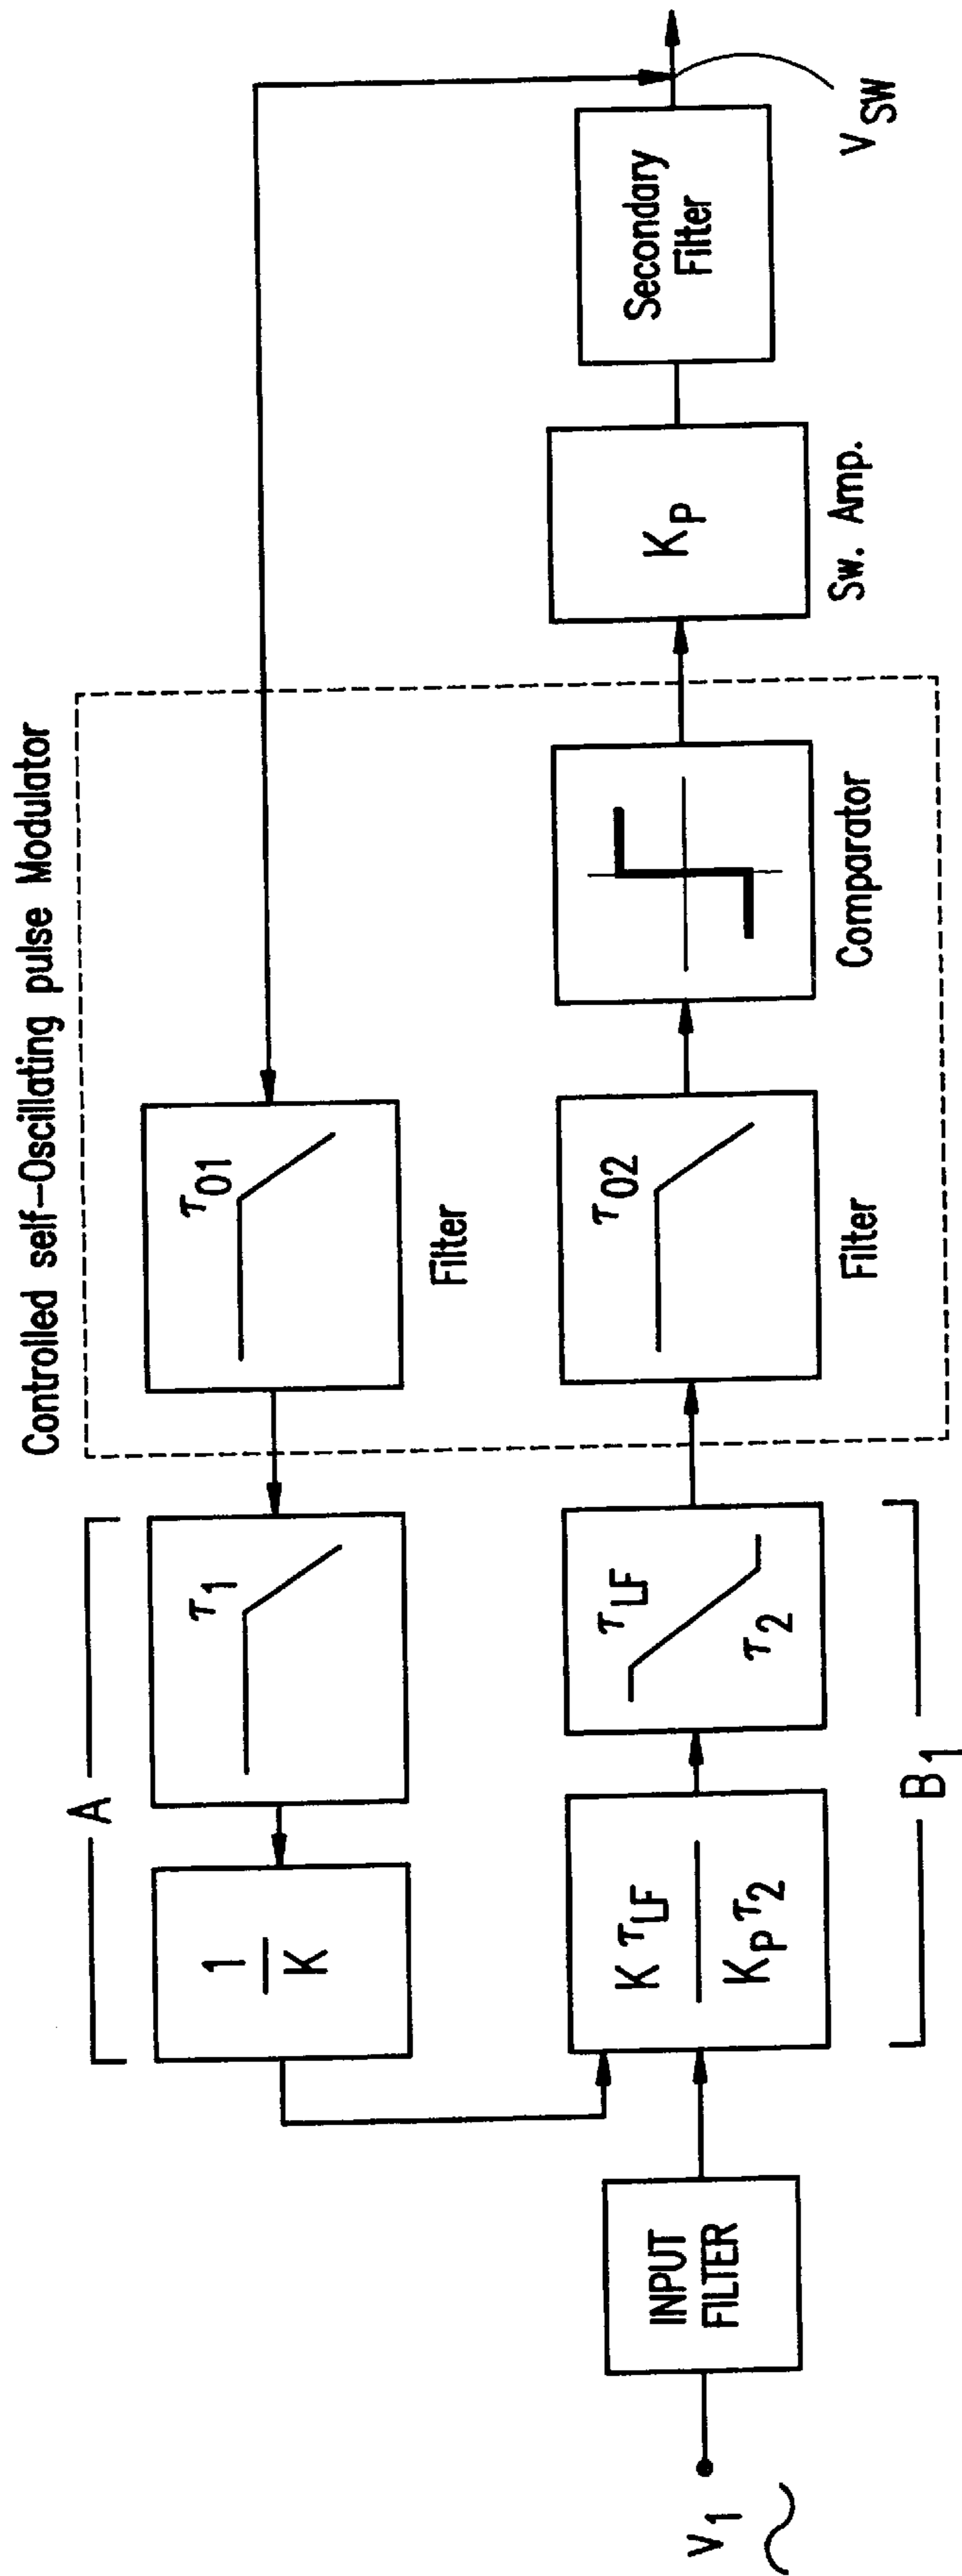 Controlled self-Oscillating pulse Modulator
A
1
K
τ1
τ01
Filter
V1
INPUT
FILTER
K τLF
KP τ2
τLF
τ2
B1
τ02
Filter
Comparator
KP
Sw. Amp.
Secondary
Filter
VSW